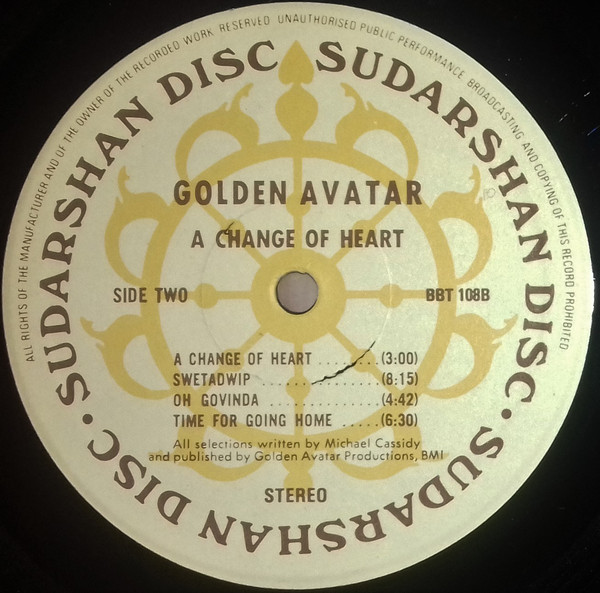 ALL RIGHTS OF THE MANUFACTURER AND OF THE OWNER OF THE RECORDED WORK RESERVED UNAUTHORISED PUBLIC PERFORMANCE, BROADCASTING AND COPYING OF THIS RECORD PROHIBITED
SUDARSHAN DISC · SUDARSHAN DISC · SUDARSHAN DISC ·
GOLDEN AVATAR
A CHANGE OF HEART
SIDE TWO BBT 108B
A CHANGE OF HEART ........(3:00)
SWETADWIP ................(8:15)
OH GOVINDA ...............(4:42)
TIME FOR GOING HOME .....(6:30)
All selections written by Michael Cassidy
and published by Golden Avatar Productions, BMI
STEREO